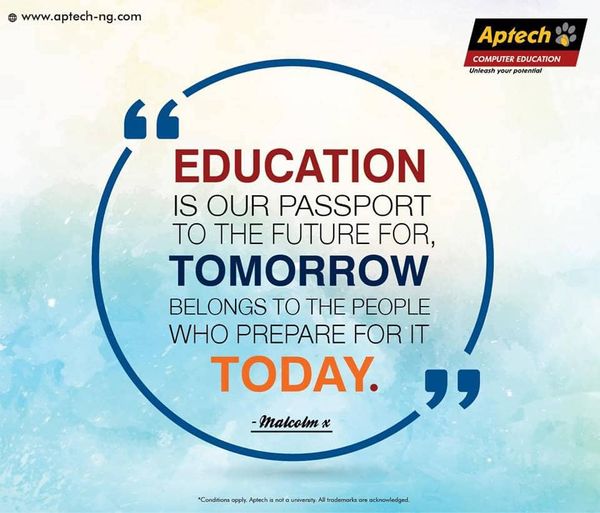 www.aptech-ng.com
Aptech
COMPUTER EDUCATION
Unleash your potential
“
EDUCATION
IS OUR PASSPORT
TO THE FUTURE FOR,
TOMORROW
BELONGS TO THE PEOPLE
WHO PREPARE FOR IT
TODAY.
”
- Malcolm x
*Conditions apply. Aptech is not a university. All trademarks are acknowledged.